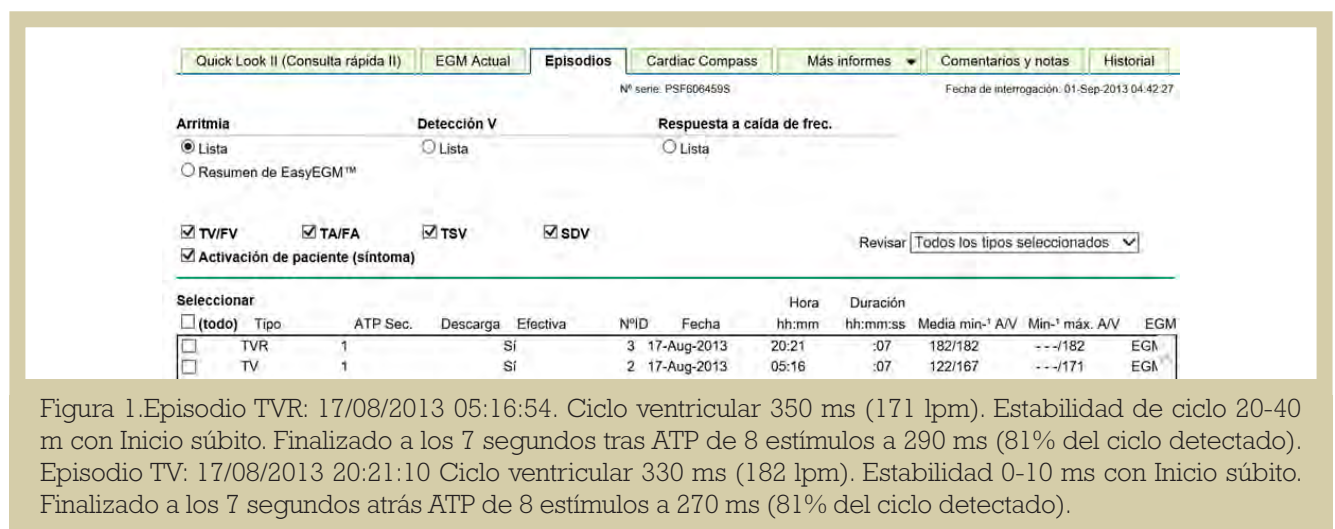 Quick Look II (Consulta rápida II) EGM Actual Episodios Cardiac Compass Más informes Comentarios y notas Historial
Nº serie: PSF606459S Fecha de interrogación: 01-Sep-2013 04:42:27
Arritmia Detección V Respuesta a caída de frec.
Lista Lista Lista
Resumen de EasyEGM™
TV/FV TA/FA TSV SDV
Revisar Todos los tipos seleccionados
Activación de paciente (síntoma)
Seleccionar Hora Duración
(todo) Tipo ATP Sec. Descarga Efectiva NºID Fecha hh:mm hh:mm:ss Media min-¹ A/V Min-¹ máx. A/V EGM
TVR 1 Sí 3 17-Aug-2013 20:21 :07 182/182 ---/182 EGM
TV 1 Sí 2 17-Aug-2013 05:16 :07 122/167 ---/171 EGM
Figura 1.Episodio TVR: 17/08/2013 05:16:54. Ciclo ventricular 350 ms (171 lpm). Estabilidad de ciclo 20-40
m con Inicio súbito. Finalizado a los 7 segundos tras ATP de 8 estímulos a 290 ms (81% del ciclo detectado).
Episodio TV: 17/08/2013 20:21:10 Ciclo ventricular 330 ms (182 lpm). Estabilidad 0-10 ms con Inicio súbito.
Finalizado a los 7 segundos atrás ATP de 8 estímulos a 270 ms (81% del ciclo detectado).